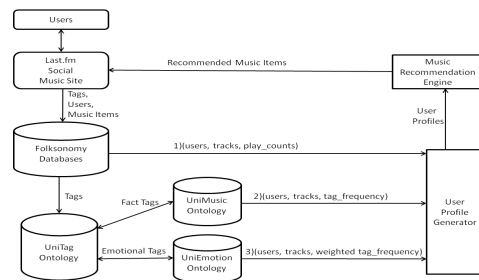 Users
Last.fm
Social
Music Site
Recommended Music Items
Music
Recommendation
Engine
Tags,
Users,
Music Items
User
Profiles
Folksonomy
Databases
1)(users, tracks, play_counts)
Tags
Fact Tags
UniMusic
Ontology
2)(users, tracks, tag_frequency)
User
Profile
Generator
UniTag
Ontology
Emotional Tags
UniEmotion
Ontology
3)(users, tracks, weighted tag_frequency)